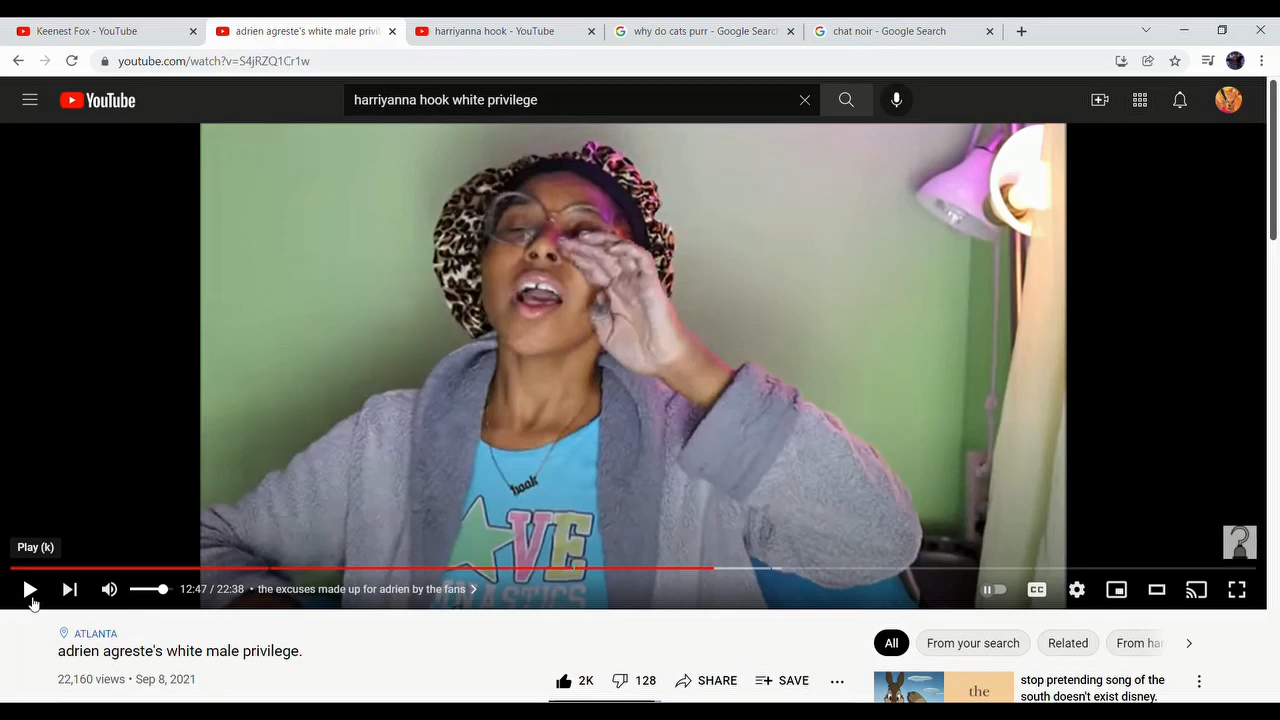 Keenest Fox - YouTube
adrien agreste's white male privil
harriyanna hook - YouTube
why do cats purr - Google Searc
chat noir - Google Search
youtube.com/watch?v=S4jRZQ1Cr1w
YouTube
harriyanna hook white privilege
hook
VE
Play (k)
12:47 / 22:38 • the excuses made up for adrien by the fans
CC
ATLANTA
adrien agreste's white male privilege.
22,160 views • Sep 8, 2021
2K
128
SHARE
SAVE
All
From your search
Related
From har
the
stop pretending song of the
south doesn't exist disney.